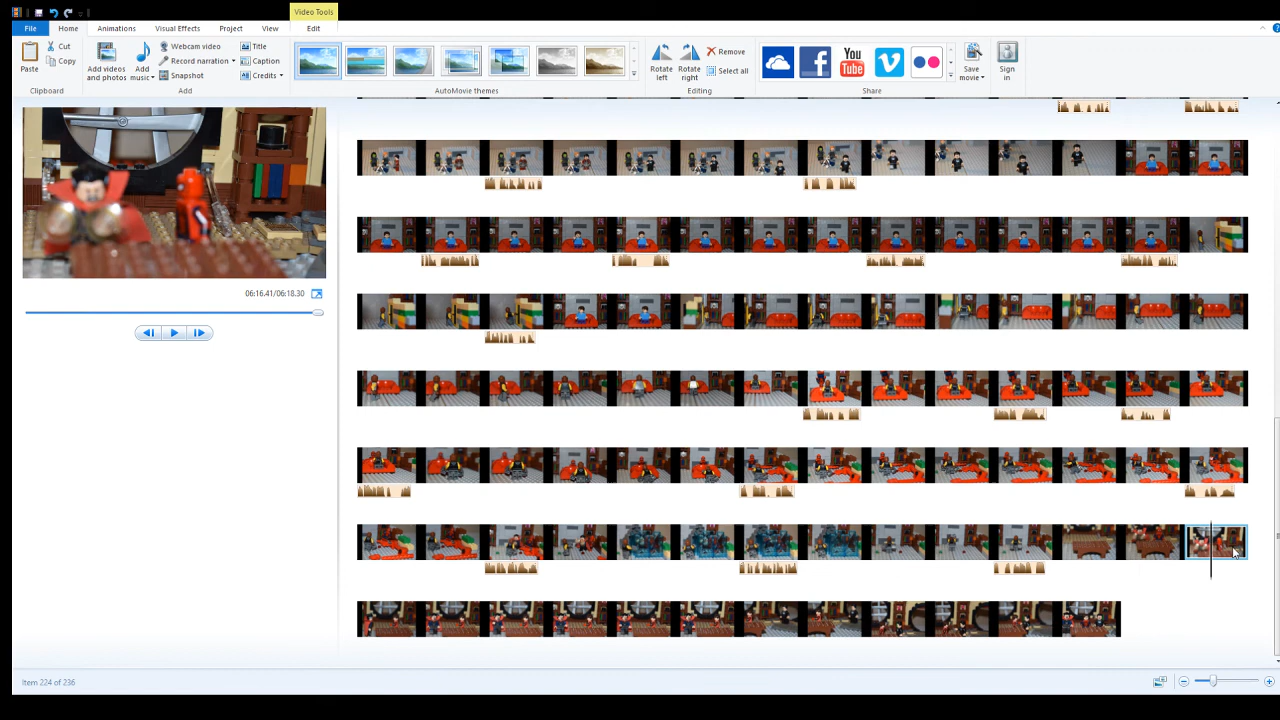 Video Tools
File
Home
Animations
Visual Effects
Project
View
Edit
Paste
Cut
Copy
Clipboard
Add videos
and photos
Add
music
Webcam video
Record narration
Snapshot
Title
Caption
Credits
Add
AutoMovie themes
Rotate
left
Rotate
right
Remove
Select all
Editing
You
Tube
Share
Save
movie
Sign
in
06:16.41/06:18.30
Item 224 of 236